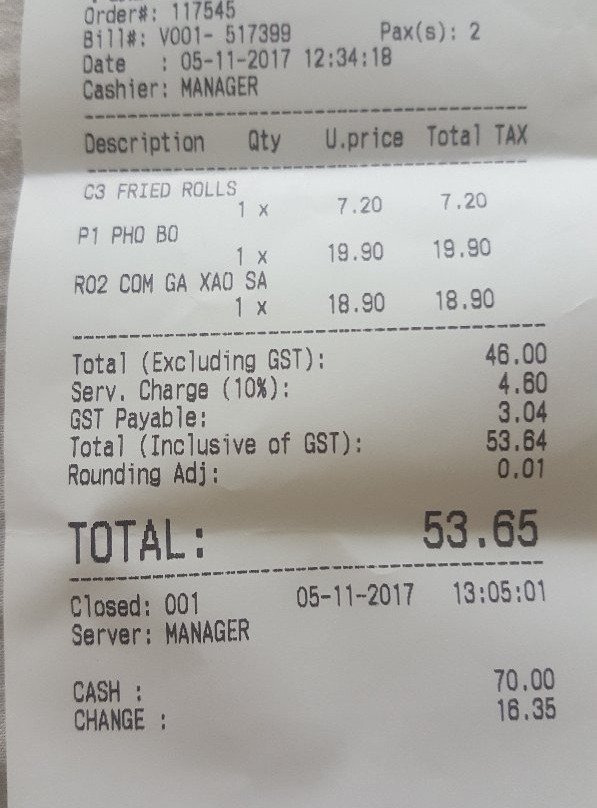 Order#: 117545
Bill#: V001- 517399 Pax(s): 2
Date : 05-11-2017 12:34:18
Cashier: MANAGER
Description Qty U.price Total TAX
C3 FRIED ROLLS
1 x 7.20 7.20
P1 PHO BO
1 x 19.90 19.90
R02 COM GA XAO SA
1 x 18.90 18.90
Total (Excluding GST): 46.00
Serv. Charge (10%): 4.60
GST Payable: 3.04
Total (Inclusive of GST): 53.64
Rounding Adj: 0.01
TOTAL: 53.65
Closed: 001 05-11-2017 13:05:01
Server: MANAGER
CASH : 70.00
CHANGE : 16.35